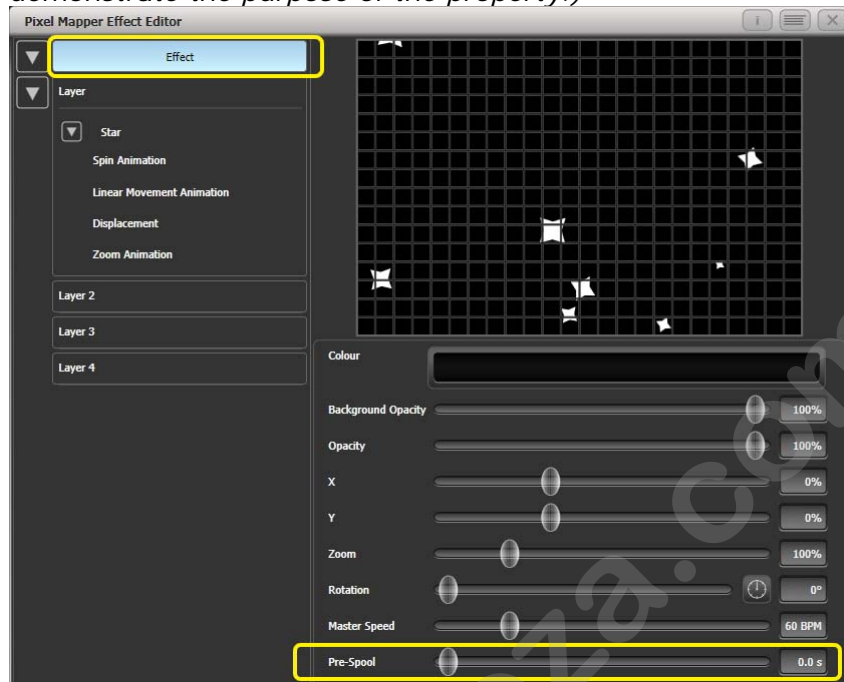 demonstrate the purpose of the property.)
Pixel Mapper Effect Editor
Effect
Layer
Star
Spin Animation
Linear Movement Animation
Displacement
Zoom Animation
Layer 2
Layer 3
Layer 4
Colour
Background Opacity 100%
Opacity 100%
X 0%
Y 0%
Zoom 100%
Rotation 0°
Master Speed 60 BPM
Pre-Spool 0.0 s